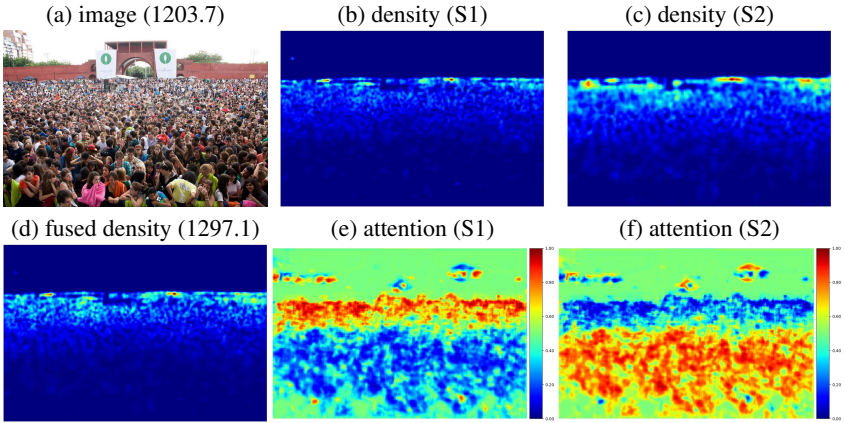 (a) image (1203.7)
(b) density (S1)
(c) density (S2)
(d) fused density (1297.1)
(e) attention (S1)
(f) attention (S2)
1.00
0.80
0.60
0.40
0.20
0.00
1.00
0.80
0.60
0.40
0.20
0.00